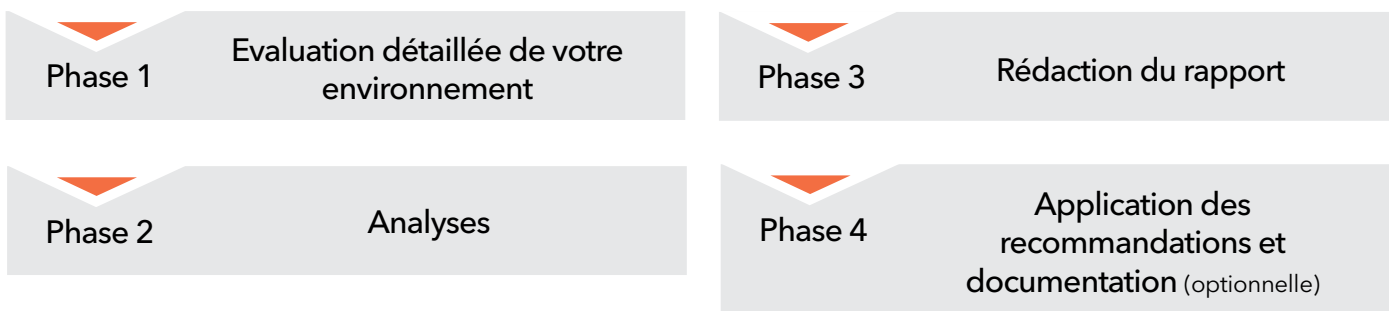 Phase 1
Evaluation détaillée de votre
environnement
Phase 2
Analyses
Phase 3
Rédaction du rapport
Phase 4
Application des
recommandations et
documentation (optionnelle)